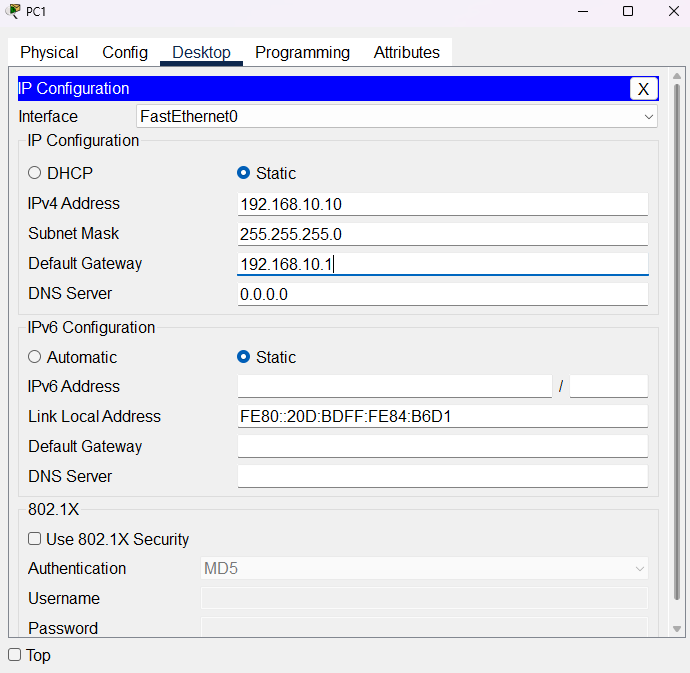 PC1
Physical Config Desktop Programming Attributes
IP Configuration X
Interface FastEthernet0
IP Configuration
DHCP Static
IPv4 Address 192.168.10.10
Subnet Mask 255.255.255.0
Default Gateway 192.168.10.1
DNS Server 0.0.0.0
IPv6 Configuration
Automatic Static
IPv6 Address /
Link Local Address FE80::20D:BDFF:FE84:B6D1
Default Gateway
DNS Server
802.1X
Use 802.1X Security
Authentication MD5
Username
Password
Top